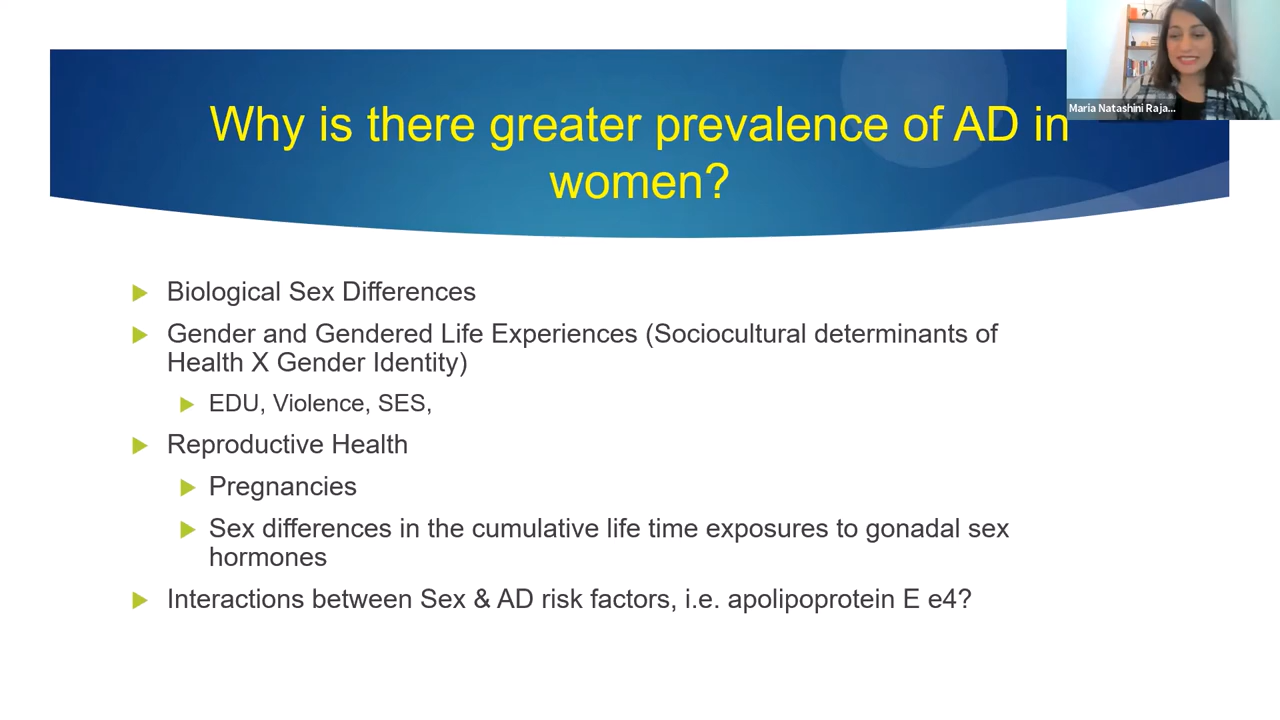 Why is there greater prevalence of AD in
women?
Maria Natashini Raja...
Biological Sex Differences
Gender and Gendered Life Experiences (Sociocultural determinants of
Health X Gender Identity)
EDU, Violence, SES,
Reproductive Health
Pregnancies
Sex differences in the cumulative life time exposures to gonadal sex
hormones
Interactions between Sex & AD risk factors, i.e. apolipoprotein E e4?